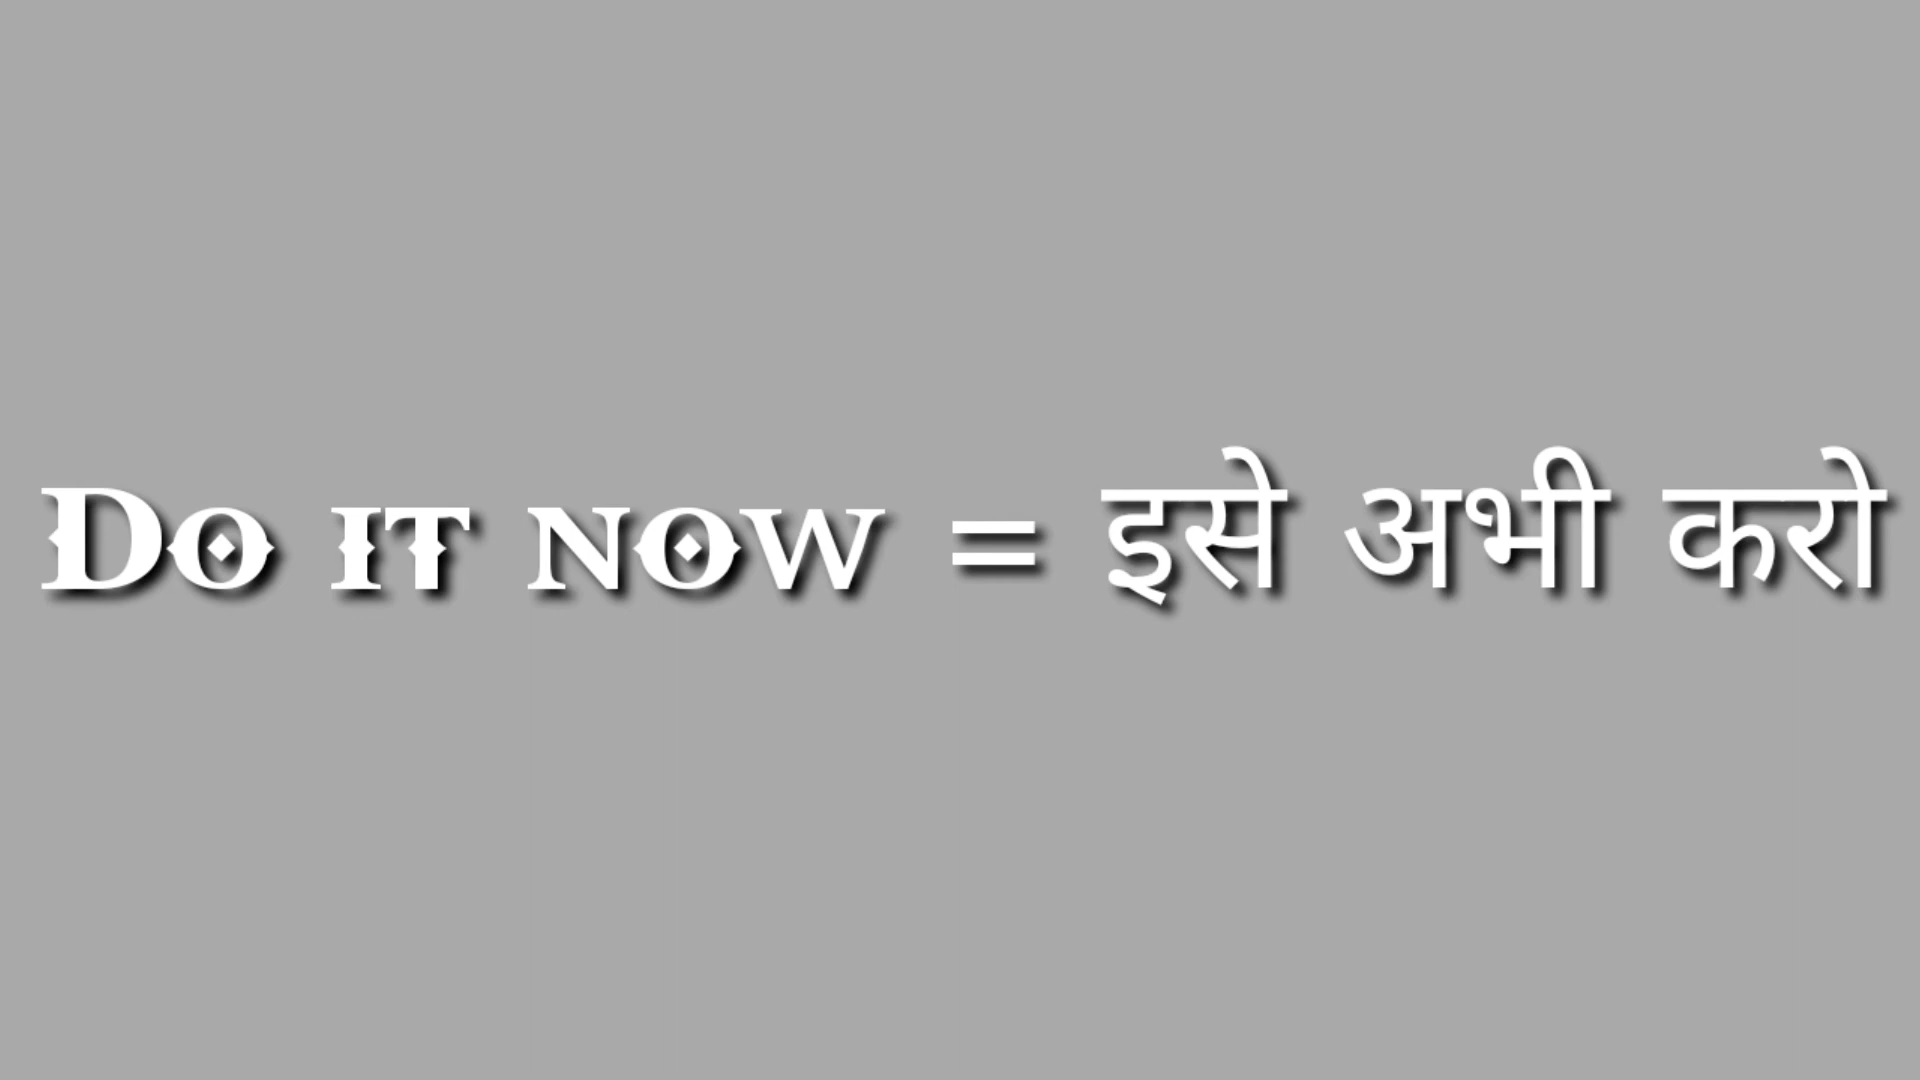 Do it now = इसे अभी करो